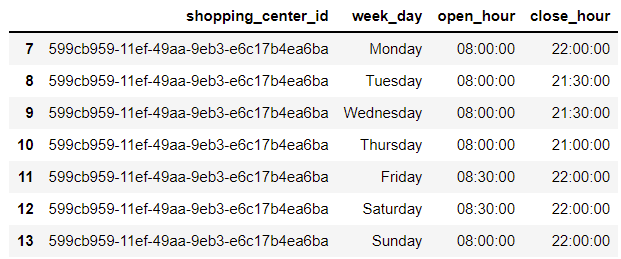 shopping_center_id week_day open_hour close_hour
7 599cb959-11ef-49aa-9eb3-e6c17b4ea6ba Monday 08:00:00 22:00:00
8 599cb959-11ef-49aa-9eb3-e6c17b4ea6ba Tuesday 08:00:00 21:30:00
9 599cb959-11ef-49aa-9eb3-e6c17b4ea6ba Wednesday 08:00:00 21:30:00
10 599cb959-11ef-49aa-9eb3-e6c17b4ea6ba Thursday 08:00:00 21:00:00
11 599cb959-11ef-49aa-9eb3-e6c17b4ea6ba Friday 08:30:00 22:00:00
12 599cb959-11ef-49aa-9eb3-e6c17b4ea6ba Saturday 08:30:00 22:00:00
13 599cb959-11ef-49aa-9eb3-e6c17b4ea6ba Sunday 08:00:00 22:00:00